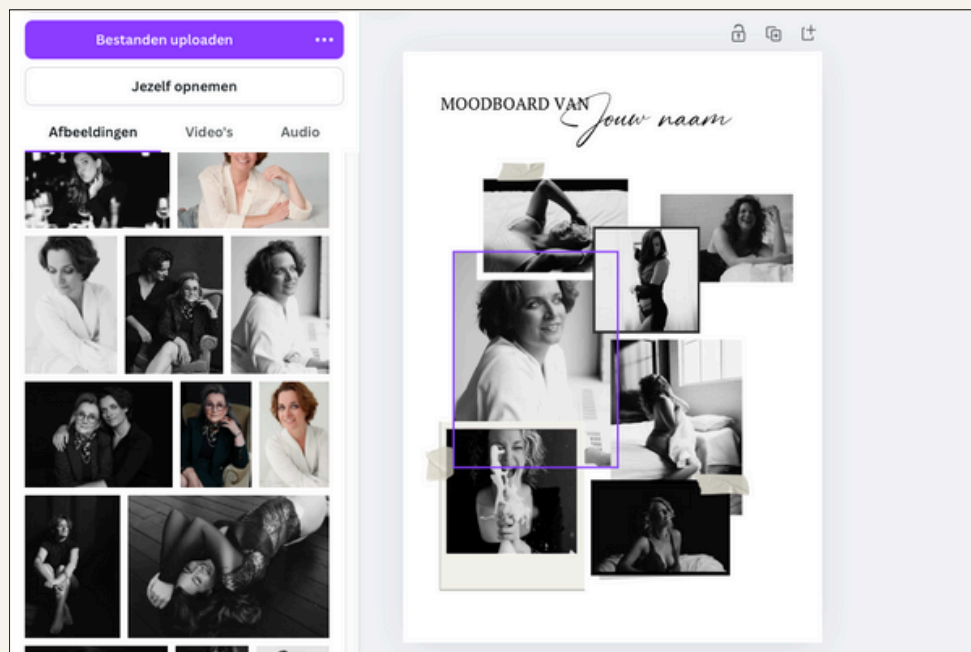 Bestanden uploaden
Jezelf opnemen
Afbeeldingen Video's Audio
MOODBOARD VAN
Jouw naam